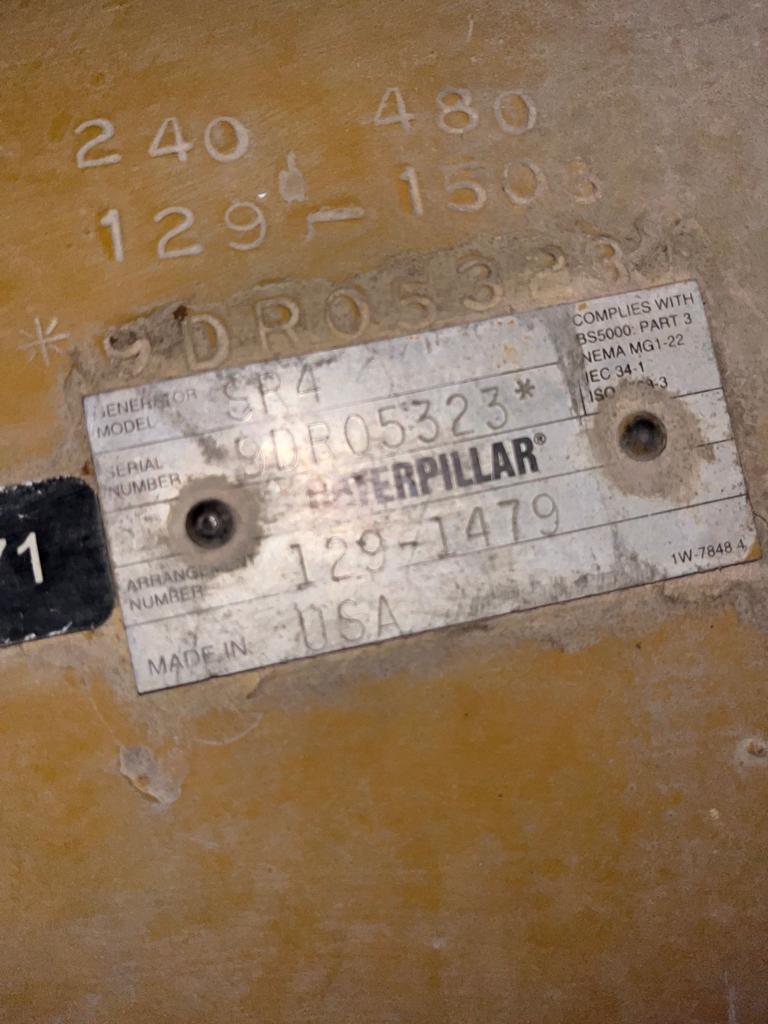 240 480
129-1503
*9DR05323*
GENERATOR MODEL SR4
COMPLIES WITH
BS5000: PART 3
NEMA MG1-22
IEC 34-1
ISO
SERIAL NUMBER 9DR05323*
CATERPILLAR®
ARRANGEMENT NUMBER 129-1479
1W-7848 4
MADE IN USA
71